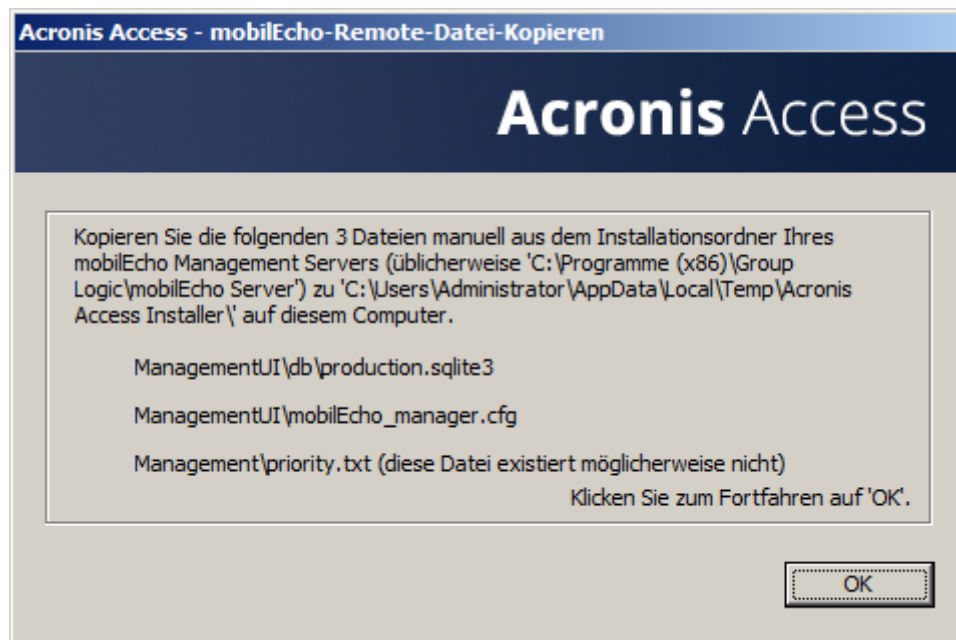 Acronis Access - mobilEcho-Remote-Datei-Kopieren
Acronis Access
Kopieren Sie die folgenden 3 Dateien manuell aus dem Installationsordner Ihres
mobilEcho Management Servers (üblicherweise 'C:\Programme (x86)\Group
Logic\mobilEcho Server') zu 'C:\Users\Administrator\AppData\Local\Temp\Acronis
Access Installer\' auf diesem Computer.
ManagementUI\db\production.sqlite3
ManagementUI\mobilEcho_manager.cfg
Management\priority.txt (diese Datei existiert möglicherweise nicht)
Klicken Sie zum Fortfahren auf 'OK'.
OK